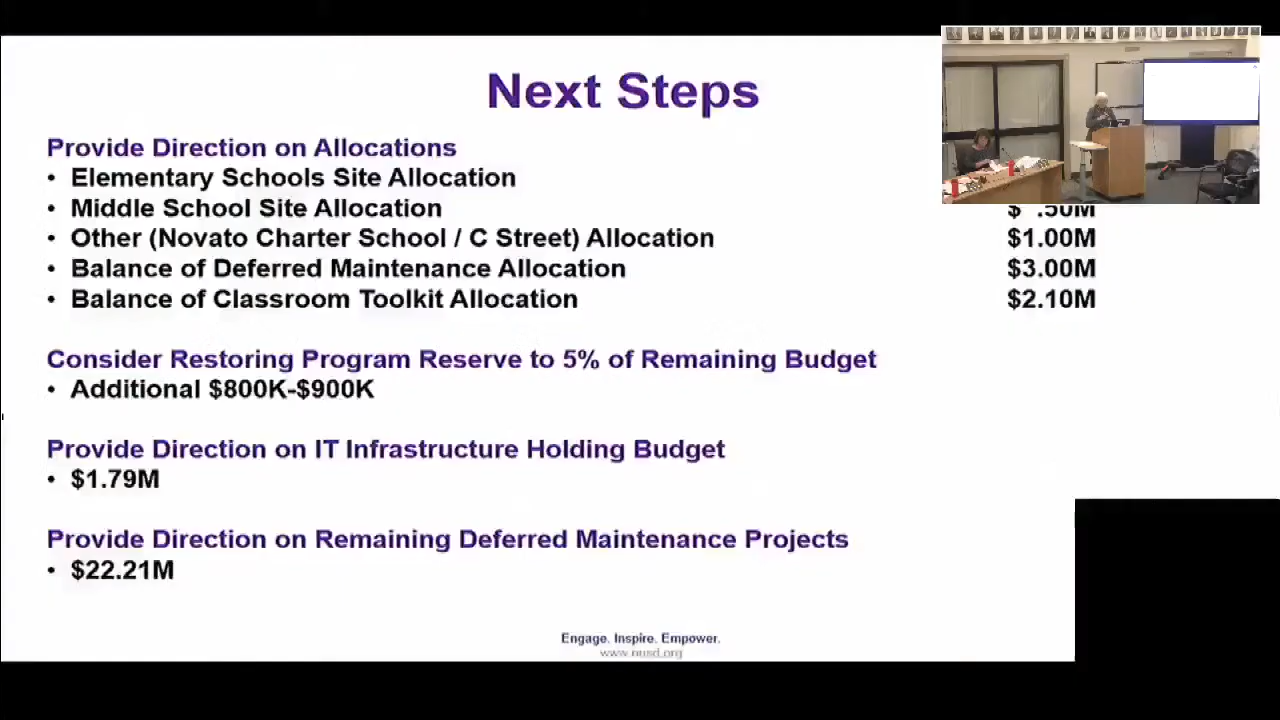 Next Steps
Provide Direction on Allocations
• Elementary Schools Site Allocation
• Middle School Site Allocation
• Other (Novato Charter School / C Street) Allocation $1.00M
• Balance of Deferred Maintenance Allocation $3.00M
• Balance of Classroom Toolkit Allocation $2.10M
Consider Restoring Program Reserve to 5% of Remaining Budget
• Additional $800K-$900K
Provide Direction on IT Infrastructure Holding Budget
• $1.79M
Provide Direction on Remaining Deferred Maintenance Projects
• $22.21M
Engage. Inspire. Empower.
www.nusd.org